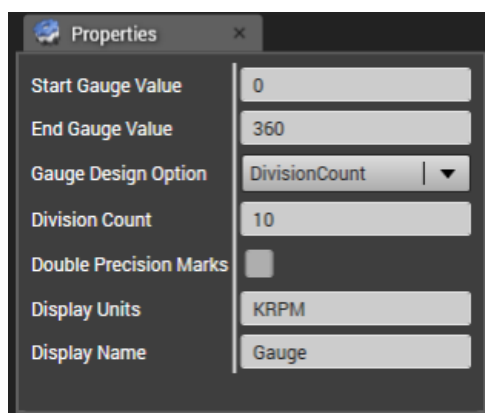 Properties
Start Gauge Value 0
End Gauge Value 360
Gauge Design Option DivisionCount
Division Count 10
Double Precision Marks
Display Units KRPM
Display Name Gauge